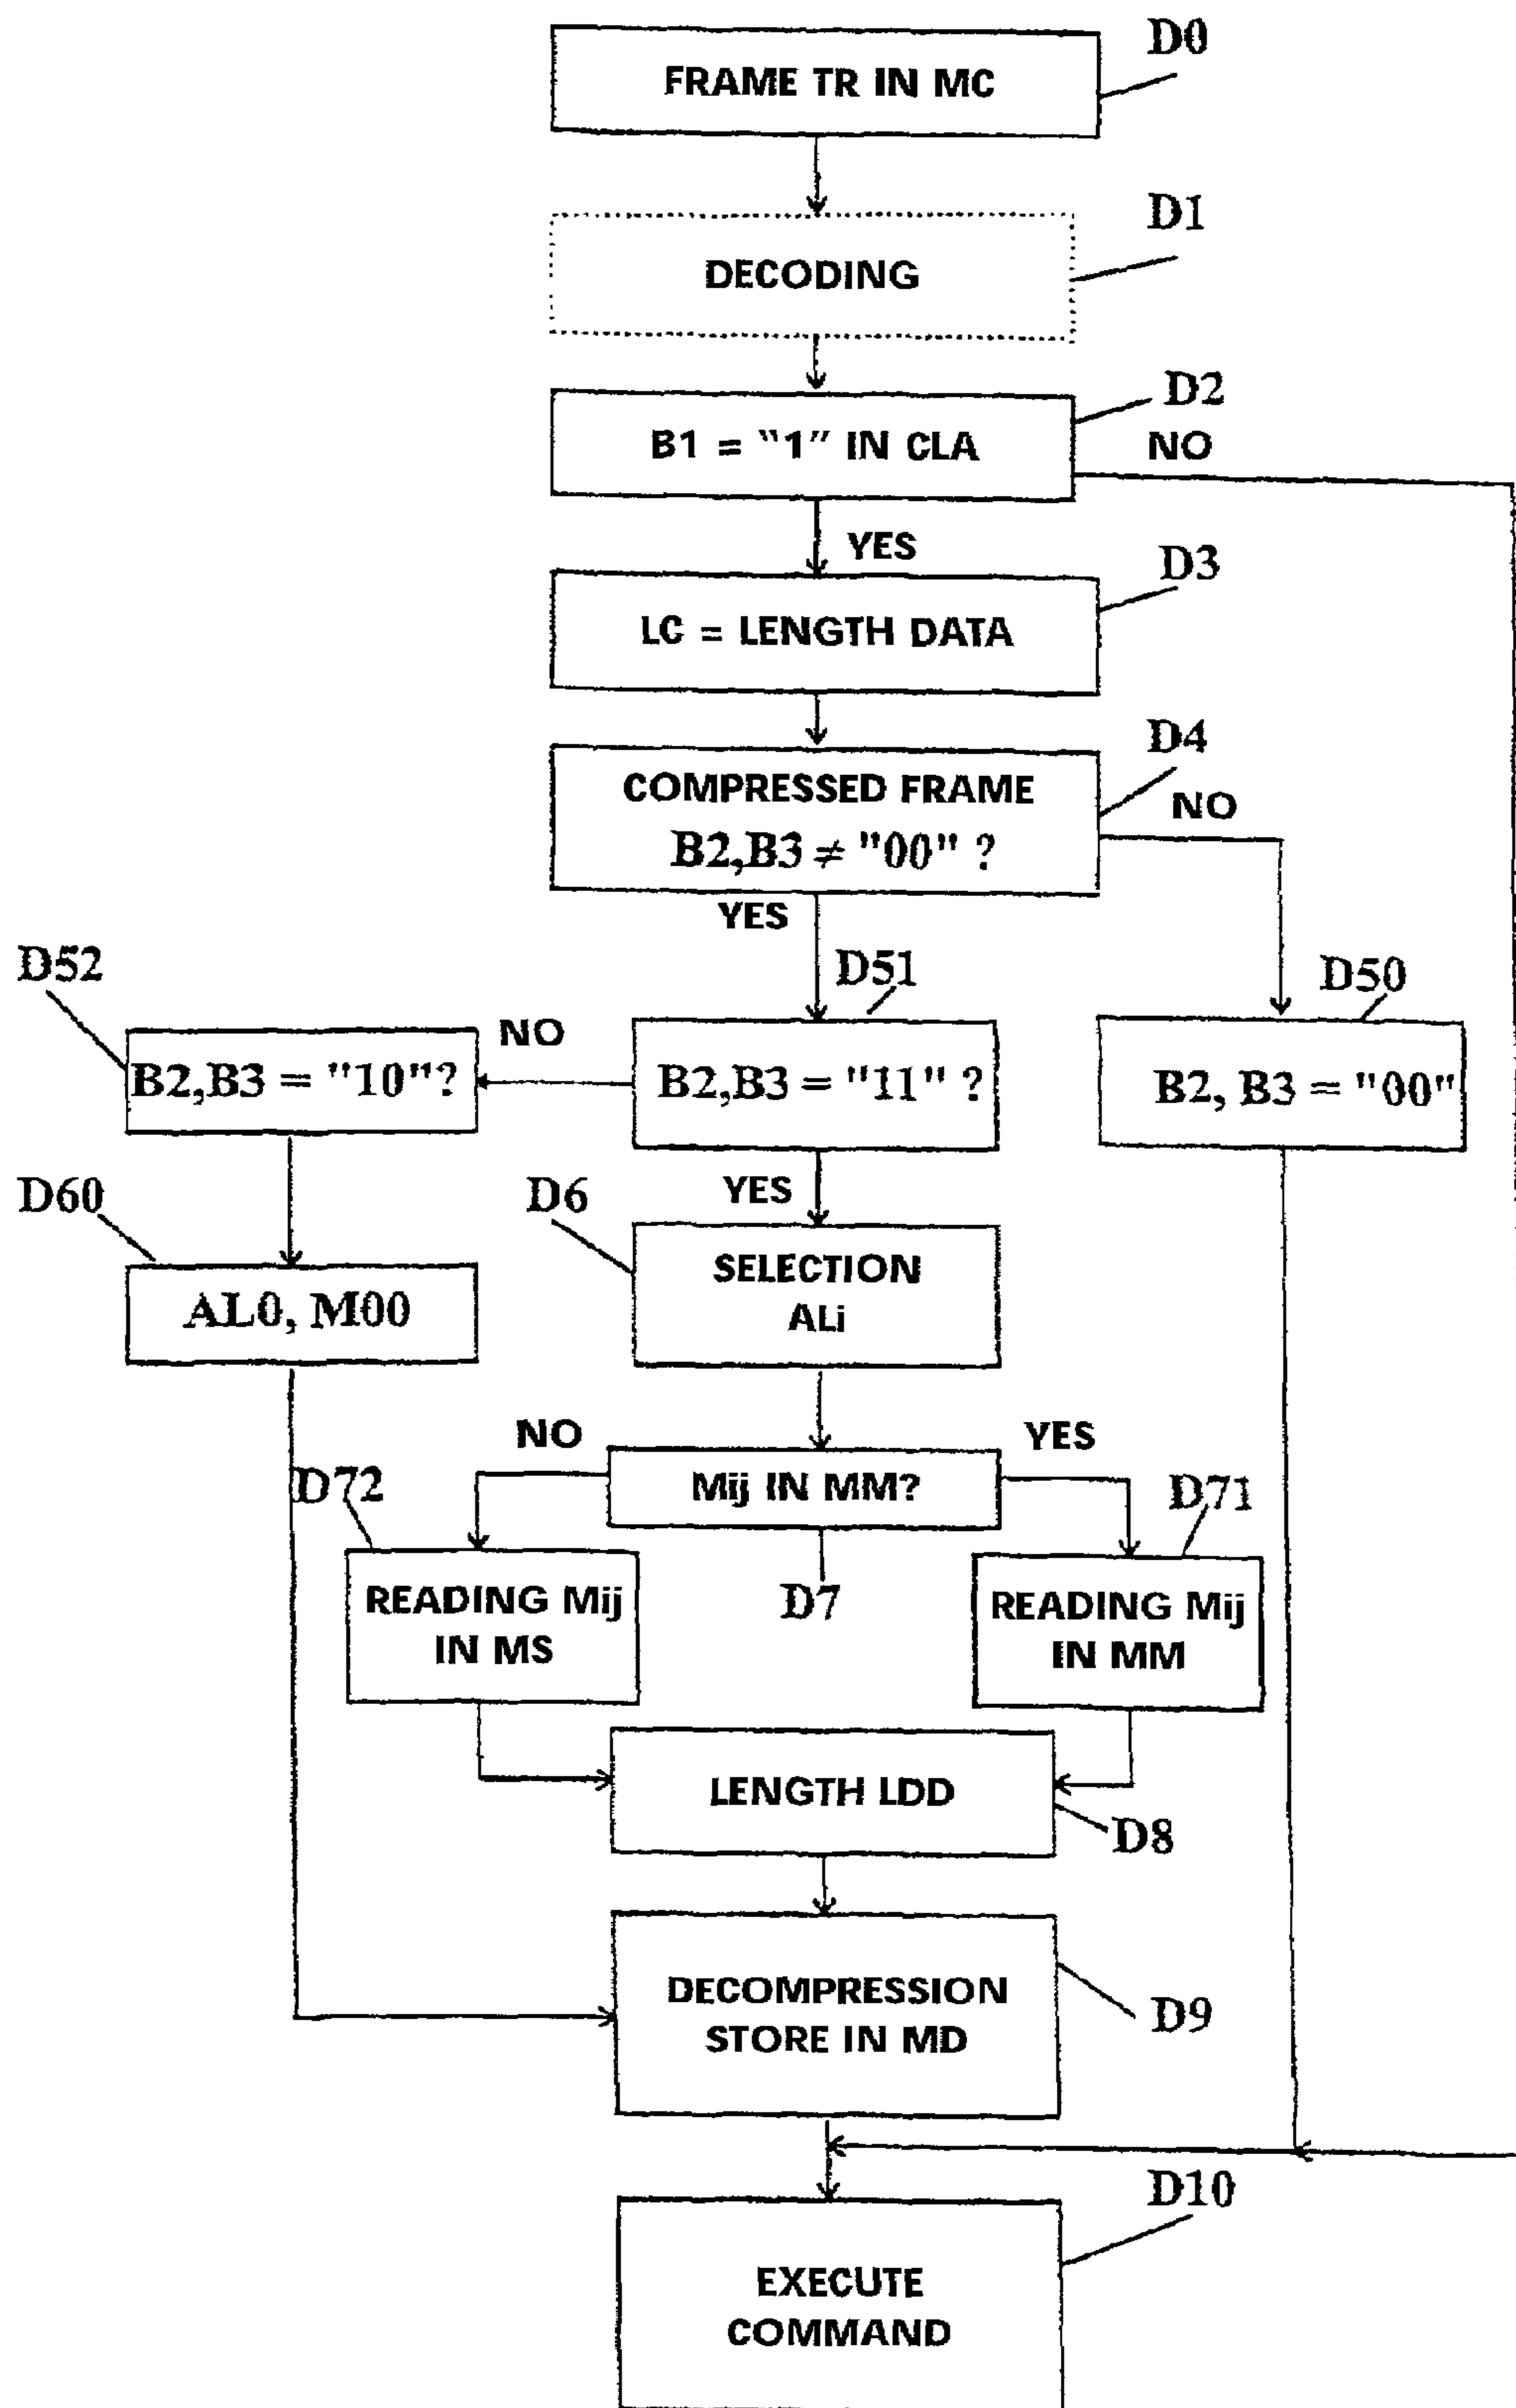 D0
FRAME TR IN MC
D1
DECODING
D2
B1 = “1” IN CLA
NO
YES
D3
LC = LENGTH DATA
D4
COMPRESSED FRAME
NO
B2,B3 ≠ "00" ?
YES
D52
D51
D50
NO
B2,B3 = "10"?
B2,B3 = "11" ?
B2, B3 = "00"
D60
YES
D6
SELECTION
ALi
AL0, M00
NO
YES
Mij IN MM?
D72
D71
READING Mij
IN MS
D7
READING Mij
IN MM
LENGTH LDD
D8
DECOMPRESSION
STORE IN MD
D9
D10
EXECUTE
COMMAND